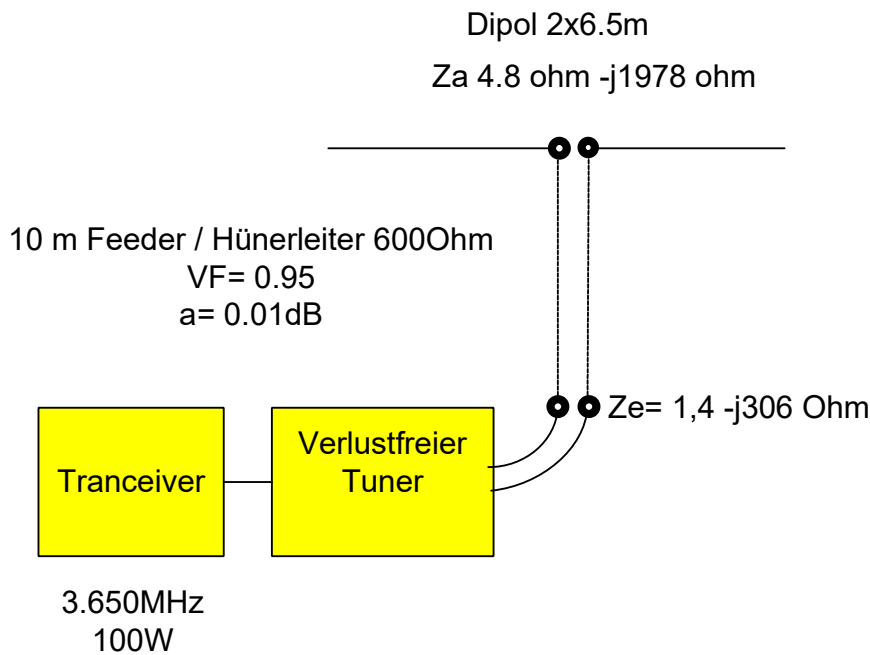 Dipol 2x6.5m
Za 4.8 ohm -j1978 ohm
10 m Feeder / Hünerleiter 600Ohm
VF= 0.95
a= 0.01dB
Ze= 1,4 -j306 Ohm
Tranceiver
Verlustfreier
Tuner
3.650MHz
100W